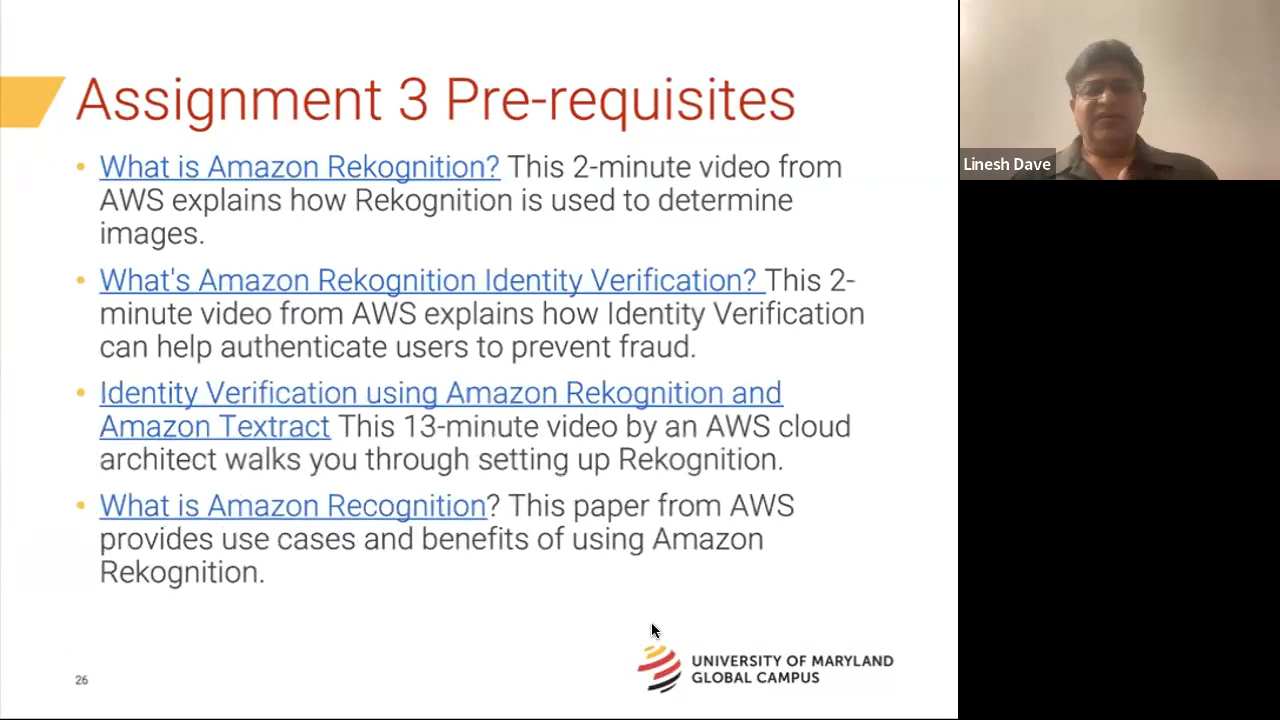 Assignment 3 Pre-requisites
• What is Amazon Rekognition? This 2-minute video from
AWS explains how Rekognition is used to determine
images.
• What's Amazon Rekognition Identity Verification? This 2-
minute video from AWS explains how Identity Verification
can help authenticate users to prevent fraud.
• Identity Verification using Amazon Rekognition and
Amazon Textract This 13-minute video by an AWS cloud
architect walks you through setting up Rekognition.
• What is Amazon Recognition? This paper from AWS
provides use cases and benefits of using Amazon
Rekognition.
26
UNIVERSITY OF MARYLAND
GLOBAL CAMPUS
Linesh Dave